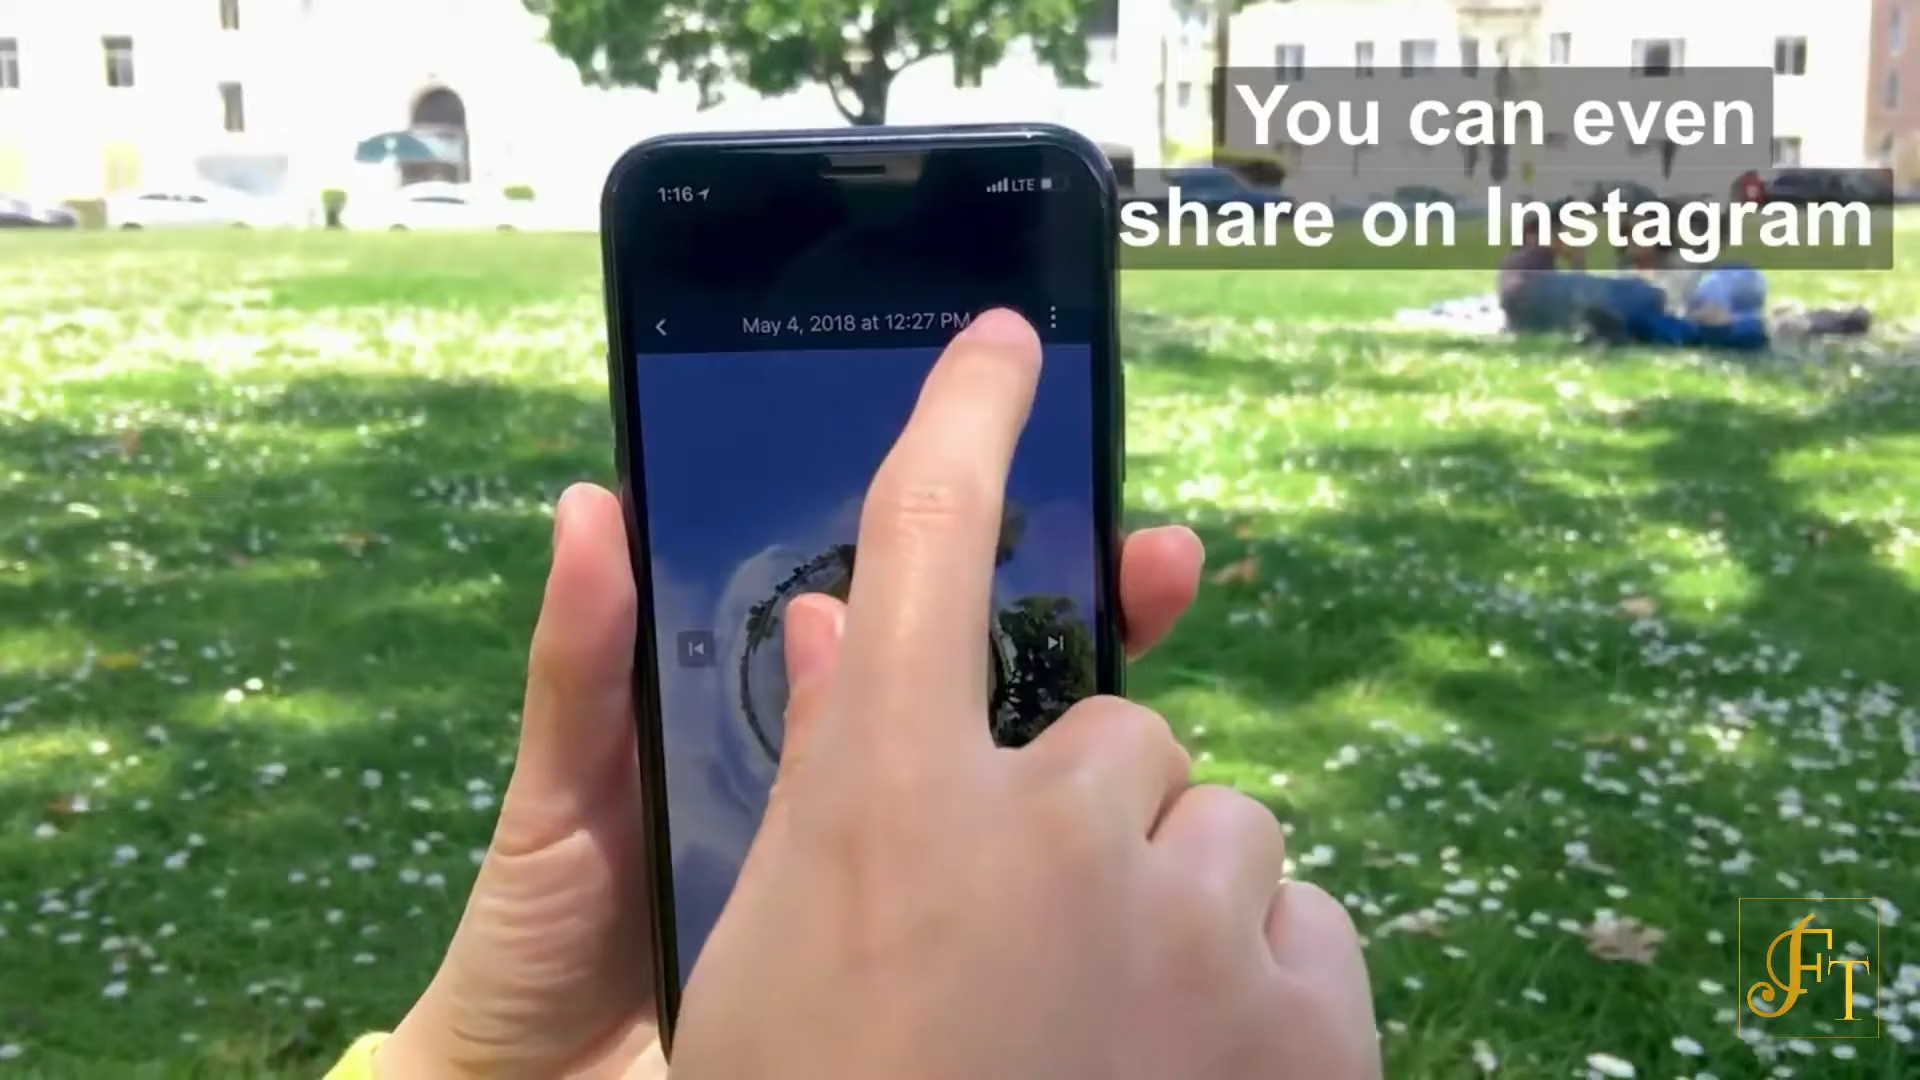 You can even
share on Instagram
1:16
LTE
May 4, 2018 at 12:27 PM
FT